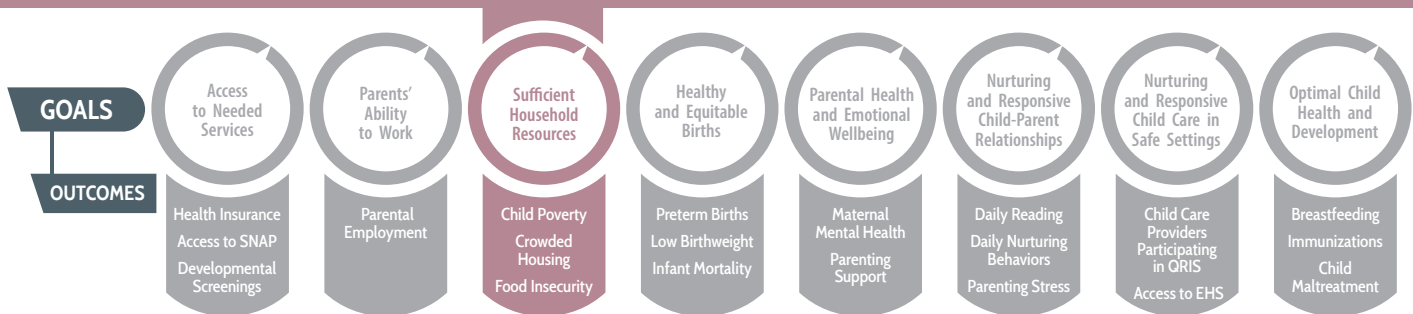 GOALS
OUTCOMES
Access
to Needed
Services
Health Insurance
Access to SNAP
Developmental
Screenings
Parents'
Ability
to Work
Parental
Employment
Sufficient
Household
Resources
Child Poverty
Crowded
Housing
Food Insecurity
Healthy
and Equitable
Births
Preterm Births
Low Birthweight
Infant Mortality
Parental Health
and Emotional
Wellbeing
Maternal
Mental Health
Parenting
Support
Nurturing
and Responsive
Child-Parent
Relationships
Daily Reading
Daily Nurturing
Behaviors
Parenting Stress
Nurturing
and Responsive
Child Care in
Safe Settings
Child Care
Providers
Participating
in QRIS
Access to EHS
Optimal Child
Health and
Development
Breastfeeding
Immunizations
Child
Maltreatment